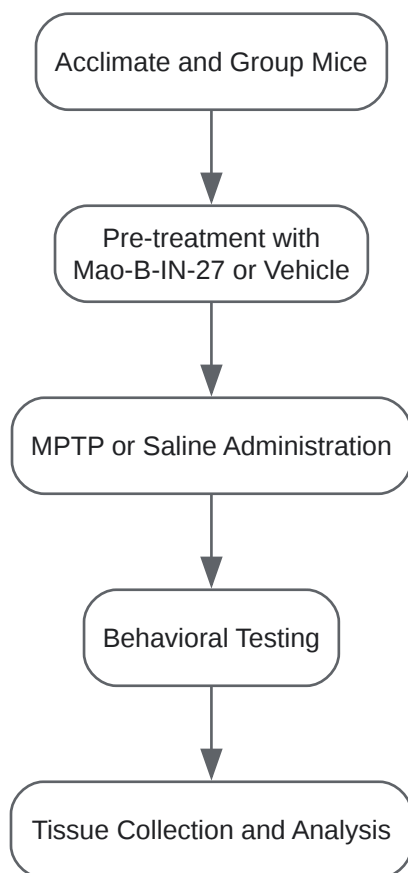 Acclimate and Group Mice
Pre-treatment with
Mao-B-IN-27 or Vehicle
MPTP or Saline Administration
Behavioral Testing
Tissue Collection and Analysis